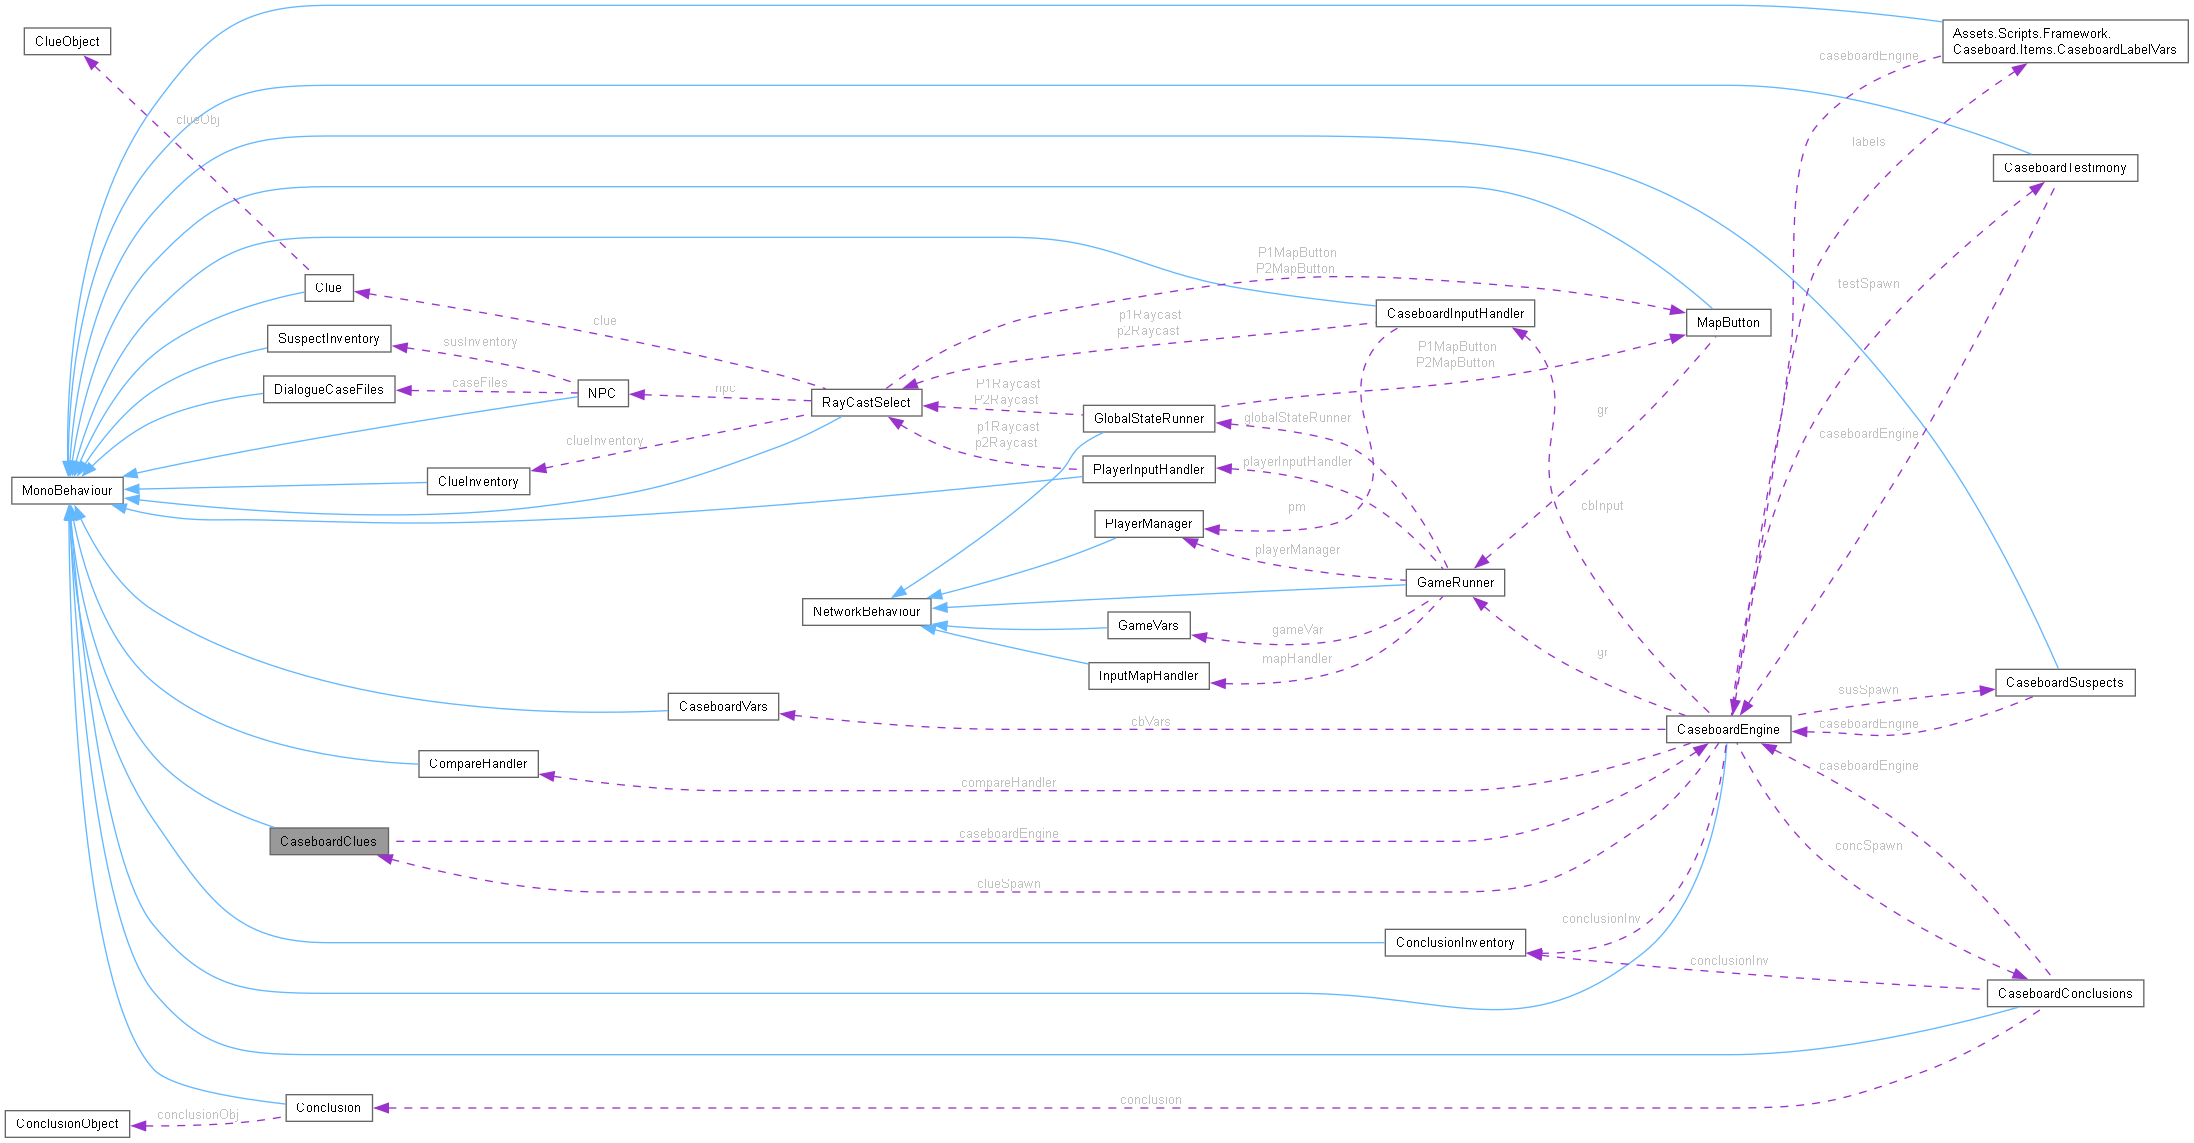 Assets.Scripts.Framework.
Caseboard.Items.CaseboardLabelVars
ClueObject
caseboardEngine
clueObj
labels
CaseboardTestimony
P1MapButton
P2MapButton
testSpawn
Clue
CaseboardInputHandler
p1Raycast
p2Raycast
clue
MapButton
SuspectInventory
susInventory
P1MapButton
P2MapButton
DialogueCaseFiles
caseFiles
NPC
npc
RayCastSelect
P1Raycast
P2Raycast
GlobalStateRunner
globalStateRunner
gr
clueInventory
p1Raycast
p2Raycast
caseboardEngine
PlayerInputHandler
playerInputHandler
ClueInventory
MonoBehaviour
cbInput
pm
PlayerManager
playerManager
GameRunner
NetworkBehaviour
GameVars
gameVar
mapHandler
gr
InputMapHandler
CaseboardSuspects
susSpawn
CaseboardVars
cbVars
caseboardEngine
CaseboardEngine
CompareHandler
compareHandler
caseboardEngine
CaseboardClues
caseboardEngine
concSpawn
clueSpawn
conclusionInv
ConclusionInventory
conclusionInv
CaseboardConclusions
conclusion
Conclusion
conclusionObj
ConclusionObject